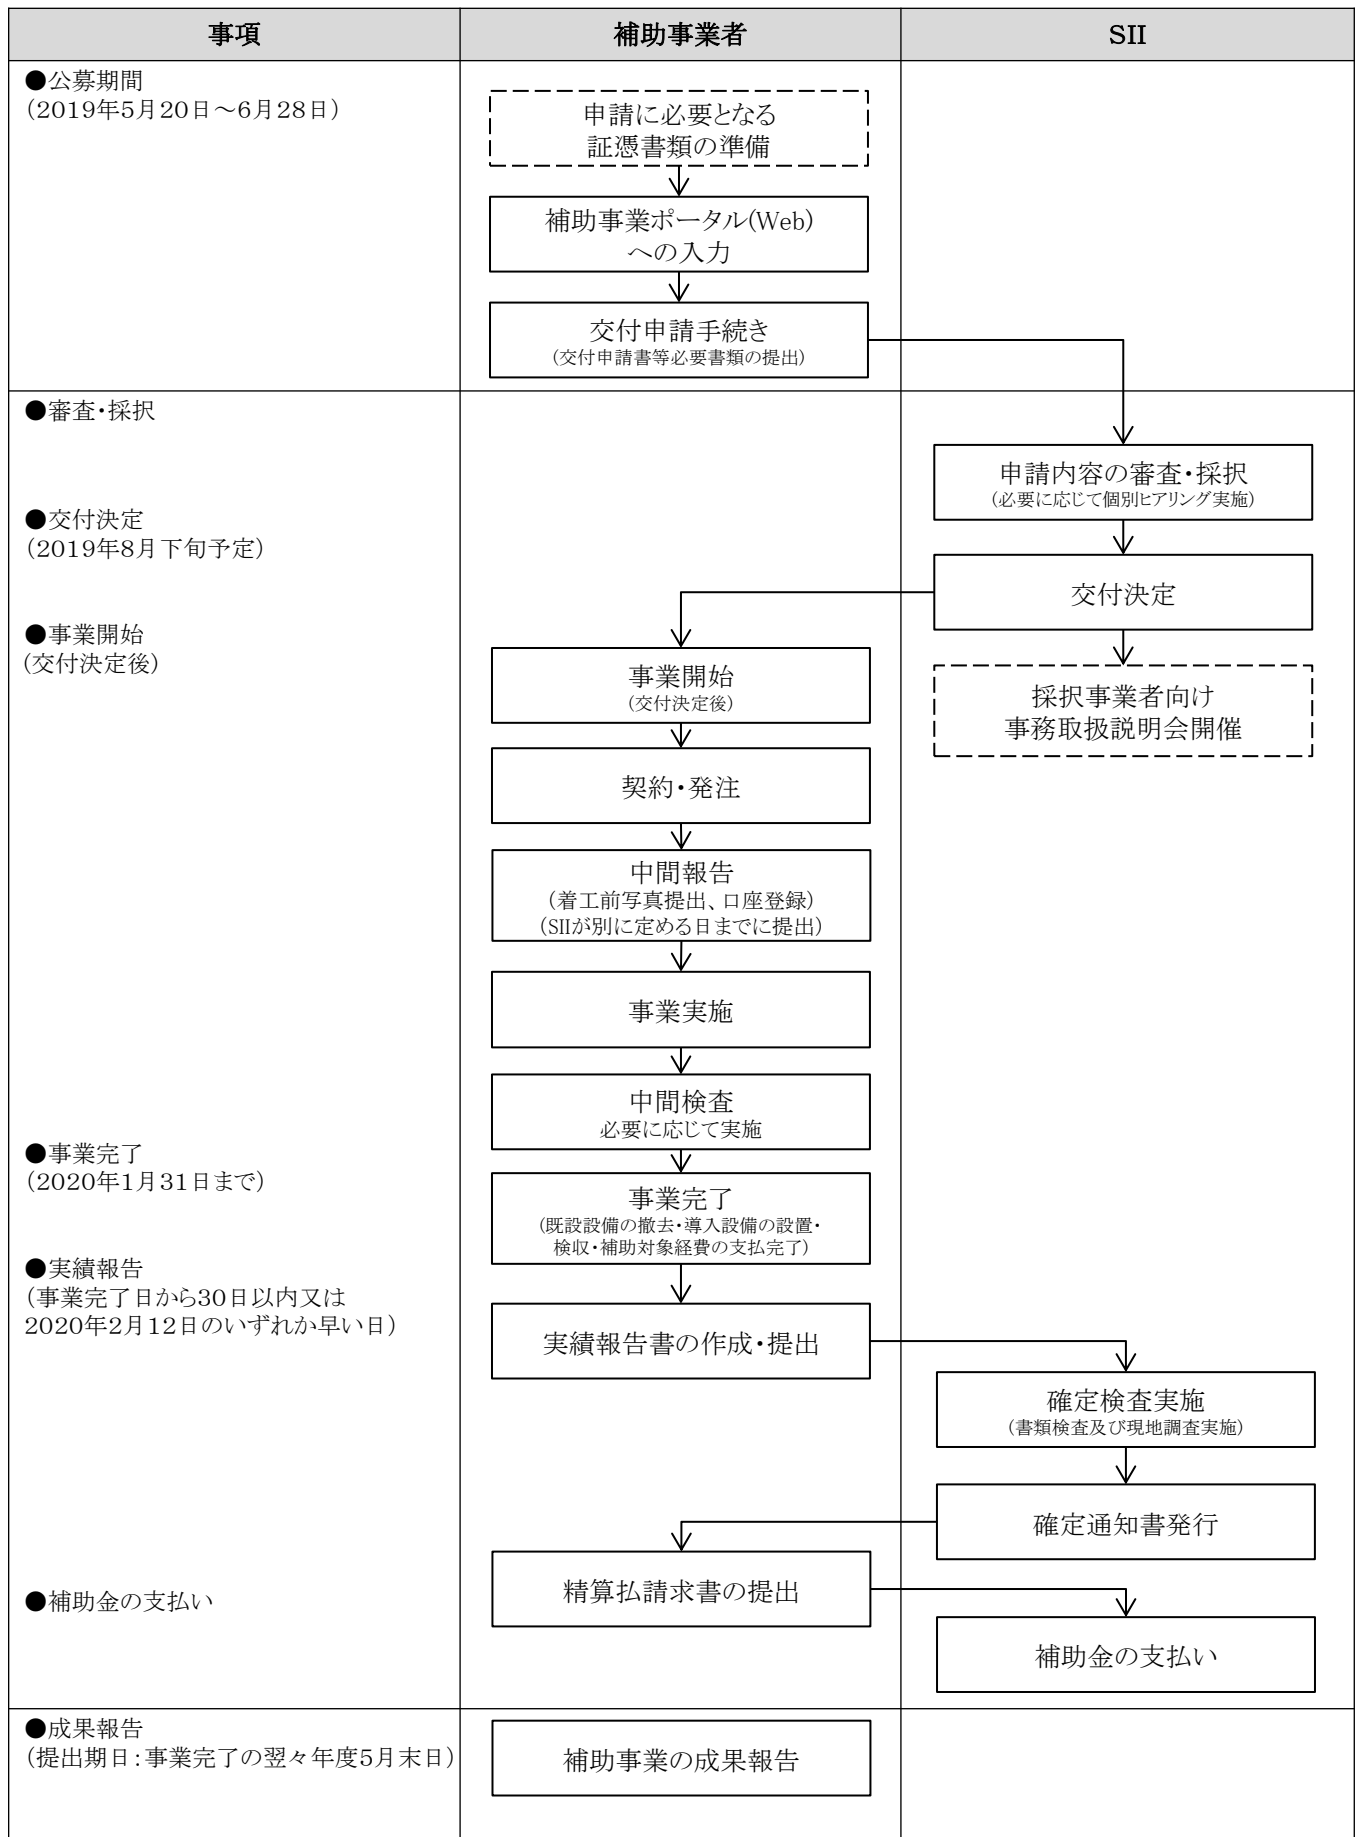 事項
補助事業者
SII
●公募期間
（2019年5月20日～6月28日）
申請に必要となる
証憑書類の準備
補助事業ポータル(Web)
への入力
交付申請手続き
（交付申請書等必要書類の提出）
●審査・採択
申請内容の審査・採択
（必要に応じて個別ヒアリング実施）
●交付決定
（2019年8月下旬予定）
交付決定
●事業開始
（交付決定後）
事業開始
（交付決定後）
採択事業者向け
事務取扱説明会開催
契約・発注
中間報告
（着工前写真提出、口座登録）
（SIIが別に定める日までに提出）
事業実施
中間検査
必要に応じて実施
●事業完了
（2020年1月31日まで）
事業完了
（既設設備の撤去・導入設備の設置・
検収・補助対象経費の支払完了）
●実績報告
（事業完了日から30日以内又は
2020年2月12日のいずれか早い日）
実績報告書の作成・提出
確定検査実施
（書類検査及び現地調査実施）
確定通知書発行
精算払請求書の提出
●補助金の支払い
補助金の支払い
●成果報告
（提出期日：事業完了の翌々年度5月末日）
補助事業の成果報告